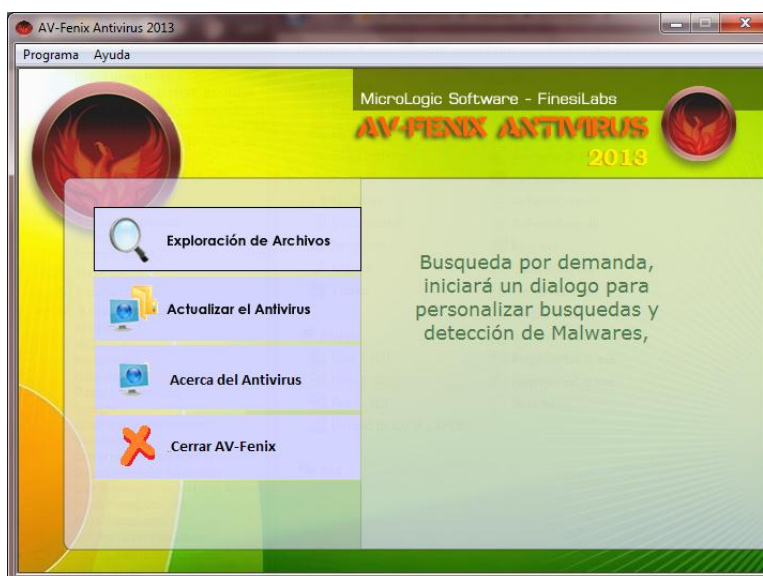 AV-Fenix Antivirus 2013
Programa Ayuda
MicroLogic Software - FinesiLabs
AV-FENIX ANTIVIRUS
2013
Exploración de Archivos
Actualizar el Antivirus
Acerca del Antivirus
Cerrar AV-Fenix
Busqueda por demanda,
iniciará un dialogo para
personalizar busquedas y
detección de Malwares,